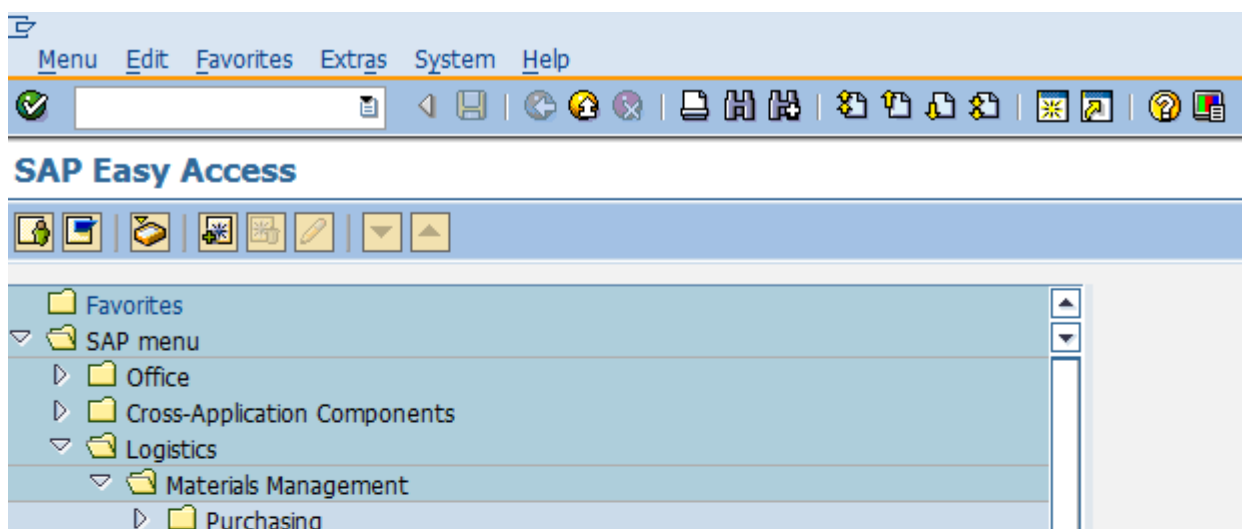 Menu Edit Favorites Extras System Help
SAP Easy Access
Favorites
SAP menu
Office
Cross-Application Components
Logistics
Materials Management
Purchasing